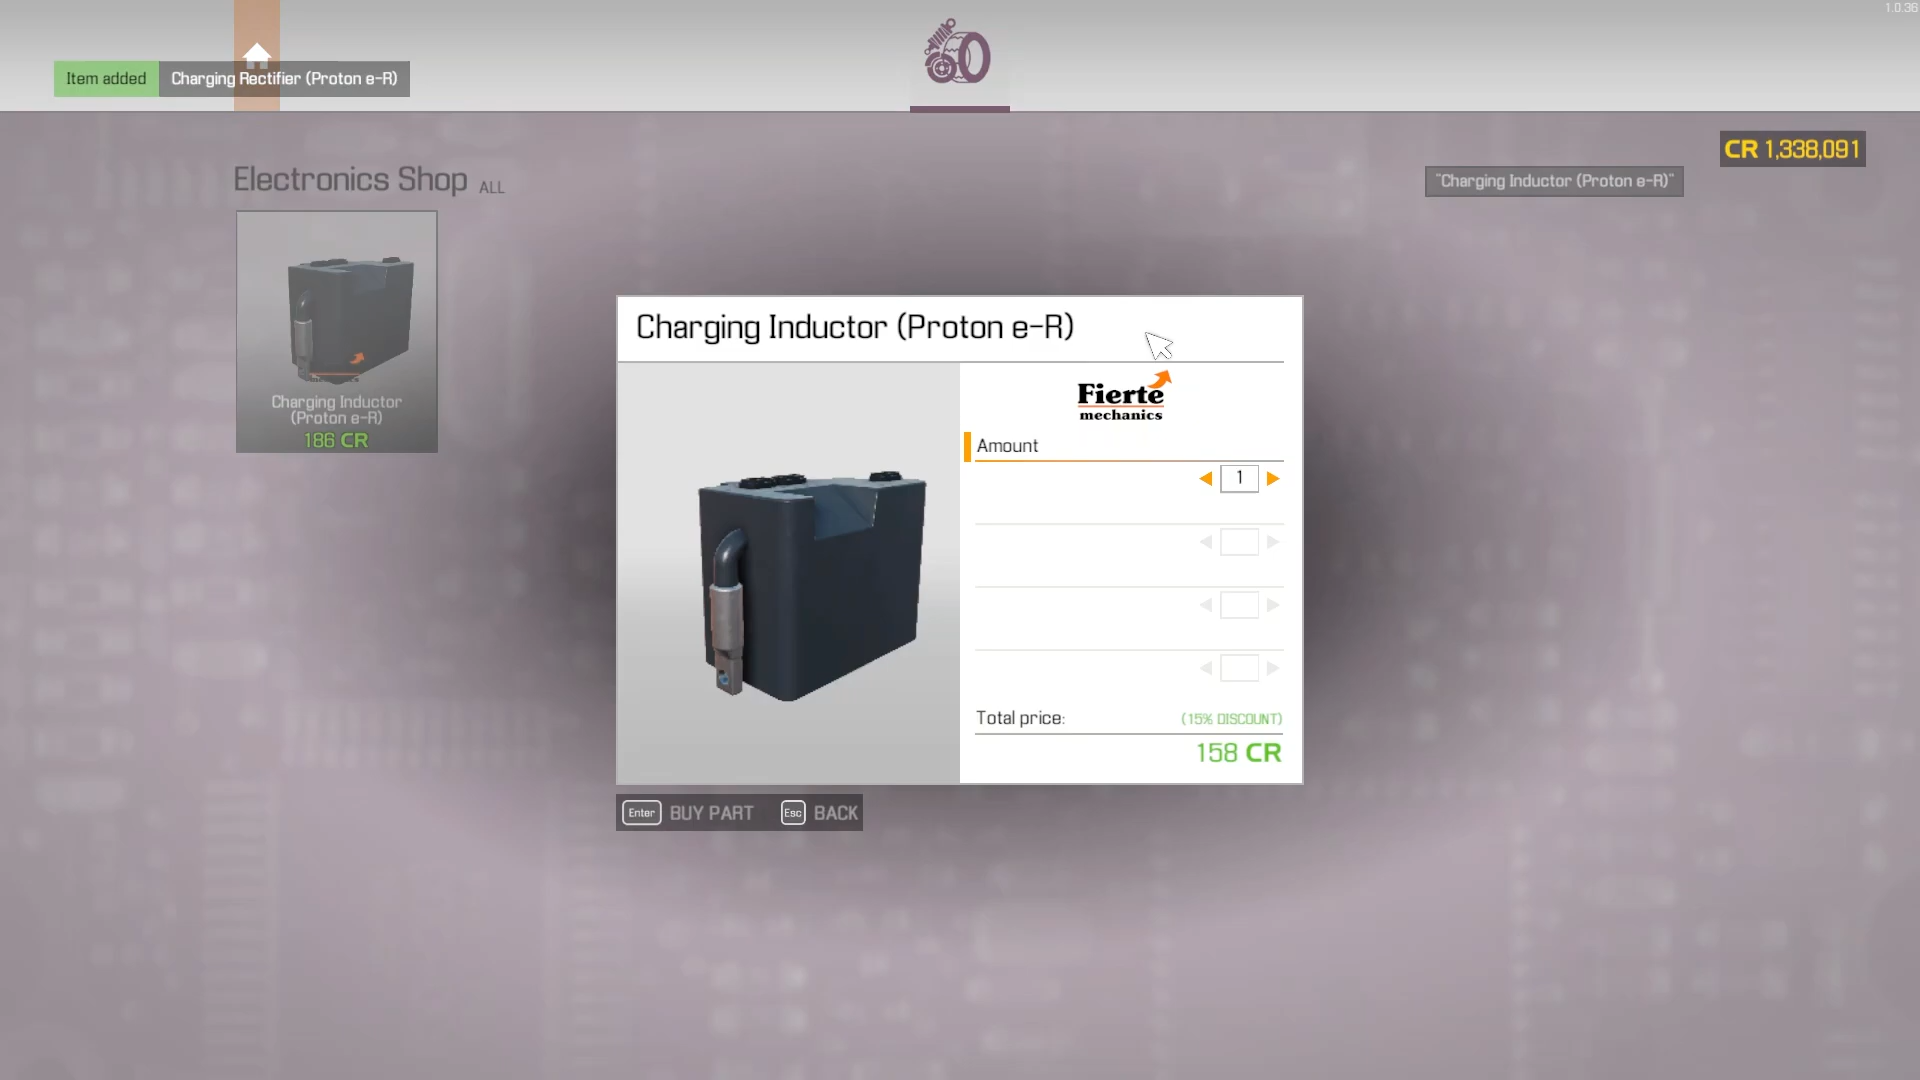 1.0.36
Item added Charging Rectifier (Proton e-R)
CR 1,338,091
Electronics Shop ALL
"Charging Inductor (Proton e-R)"
Charging Inductor
(Proton e-R)
186 CR
Charging Inductor (Proton e-R)
Fierte
mechanics
Amount
1
Total price: (15% DISCOUNT)
158 CR
Enter BUY PART Esc BACK